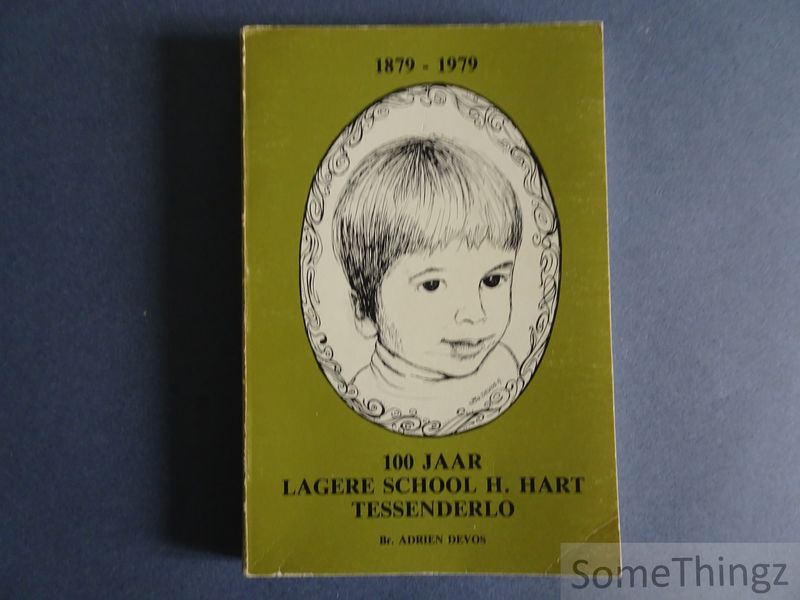 1879 - 1979
100 JAAR
LAGERE SCHOOL H. HART
TESSENDERLO
Br. ADRIEN DEVOS
SomeThingz